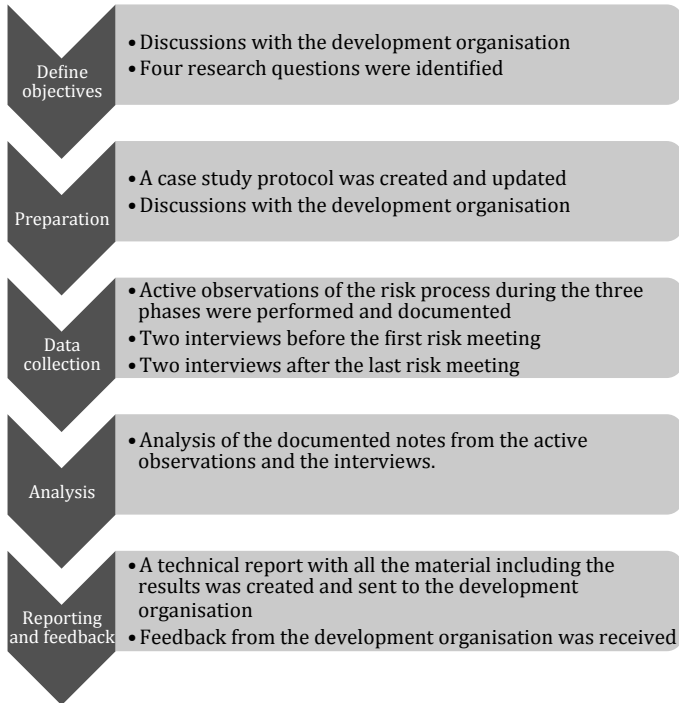 Define
objectives
• Discussions with the development organisation
• Four research questions were identified
Preparation
• A case study protocol was created and updated
• Discussions with the development organisation
Data
collection
• Active observations of the risk process during the three
phases were performed and documented
• Two interviews before the first risk meeting
• Two interviews after the last risk meeting
Analysis
• Analysis of the documented notes from the active
observations and the interviews.
Reporting
and feedback
• A technical report with all the material including the
results was created and sent to the development
organisation
• Feedback from the development organisation was received